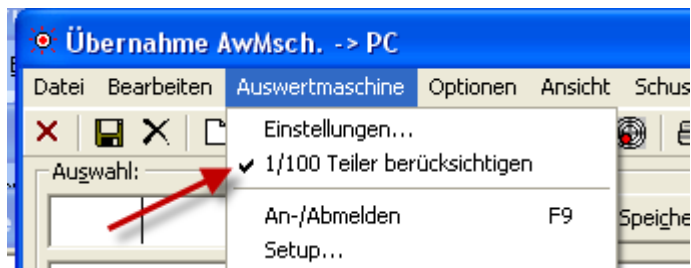 Übernahme AwMsch. -> PC
Datei Bearbeiten Auswertmaschine Optionen Ansicht
Einstellungen...
Auswahl:
1/100 Teiler berücksichtigen
An-/Abmelden F9
Setup...